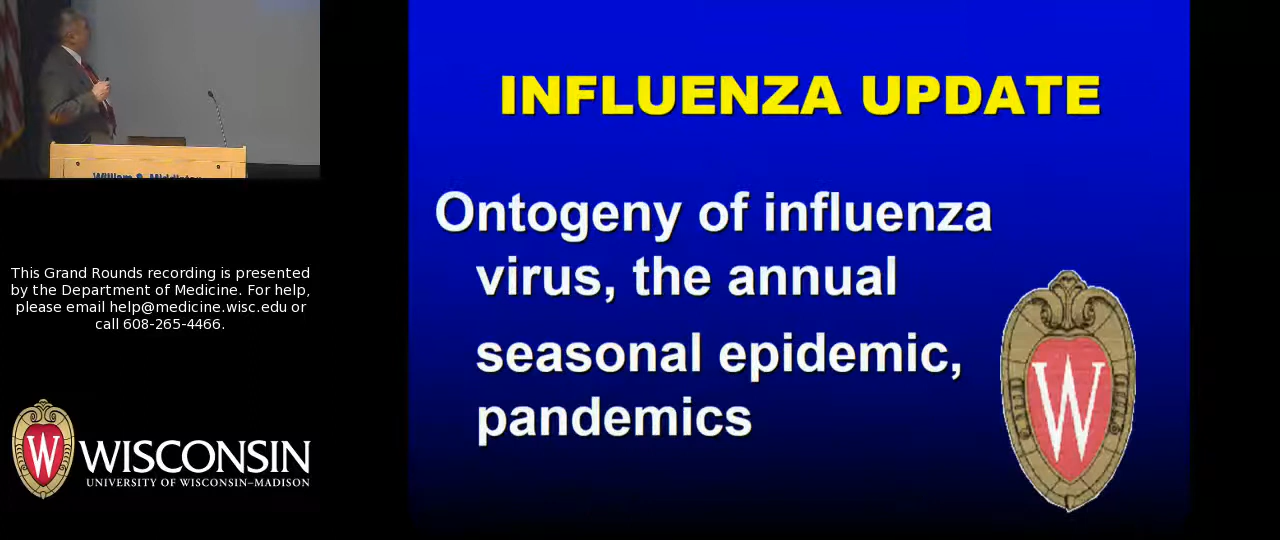 INFLUENZA UPDATE
Ontogeny of influenza
virus, the annual
seasonal epidemic,
pandemics
W
William S. Middleton
This Grand Rounds recording is presented
by the Department of Medicine. For help,
please email help@medicine.wisc.edu or
call 608-265-4466.
W
WISCONSIN
UNIVERSITY OF WISCONSIN–MADISON